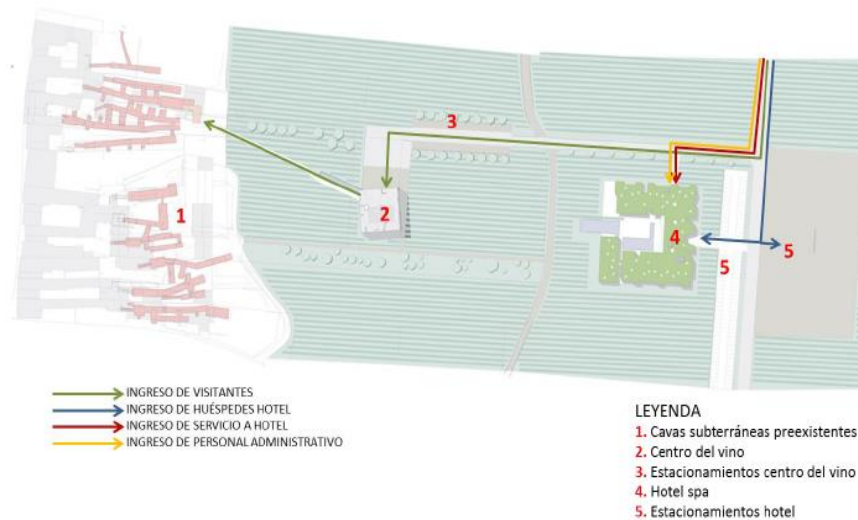 3
1
2
4
5
5
INGRESO DE VISITANTES
INGRESO DE HUÉSPEDES HOTEL
INGRESO DE SERVICIO A HOTEL
INGRESO DE PERSONAL ADMINISTRATIVO
LEYENDA
1. Cavas subterráneas preexistentes
2. Centro del vino
3. Estacionamientos centro del vino
4. Hotel spa
5. Estacionamientos hotel